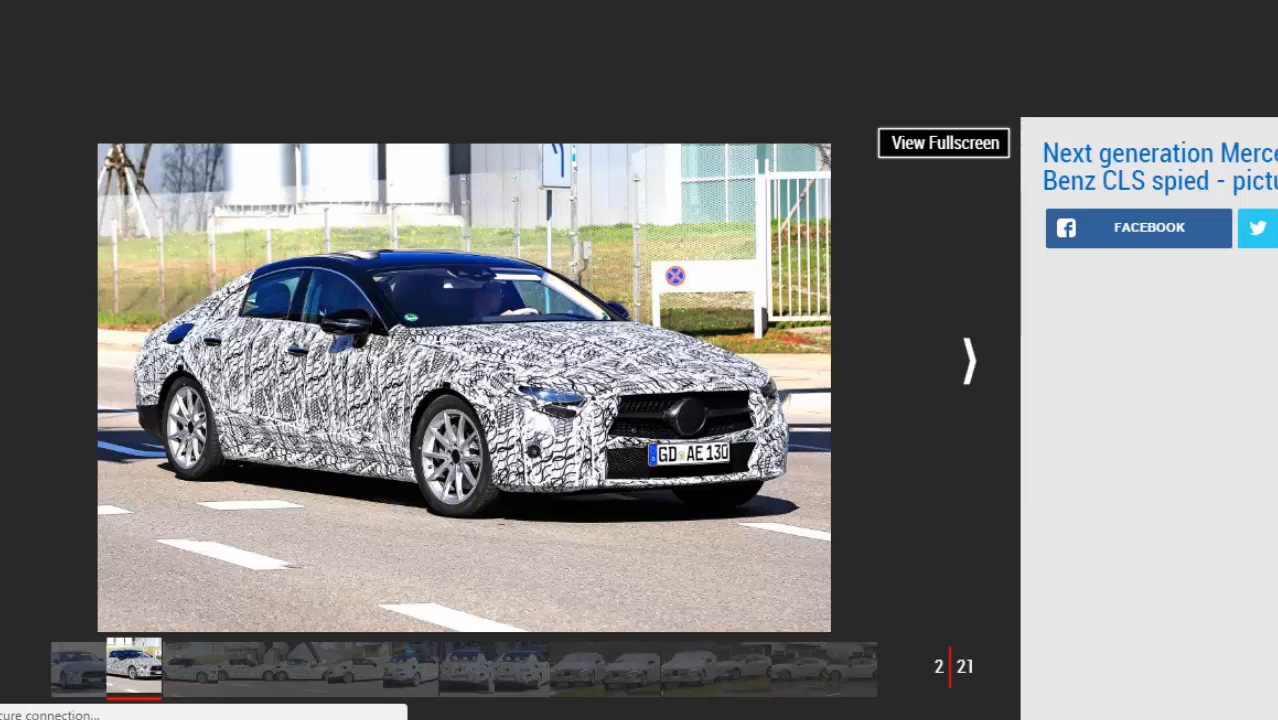 View Fullscreen
Next generation Merce
Benz CLS spied - pictu
FACEBOOK
GD AE 130
2 21
cure connection...